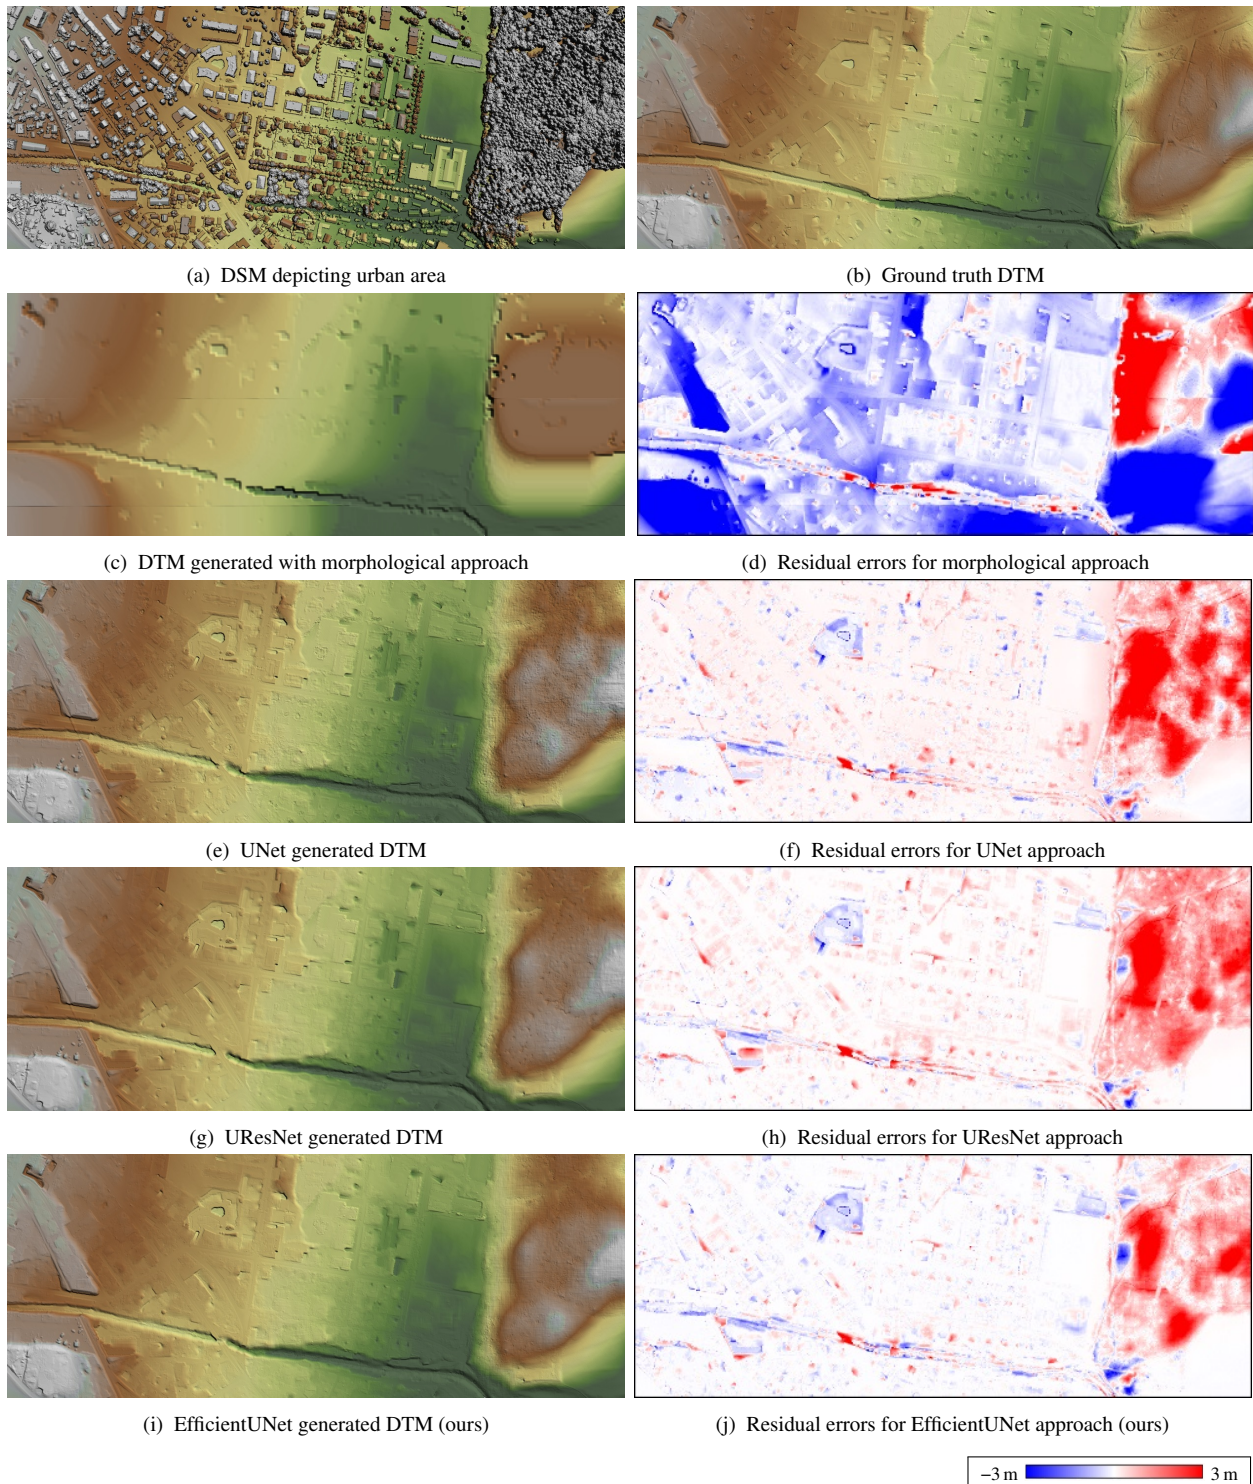 (a) DSM depicting urban area
(b) Ground truth DTM
(c) DTM generated with morphological approach
(d) Residual errors for morphological approach
(e) UNet generated DTM
(f) Residual errors for UNet approach
(g) UResNet generated DTM
(h) Residual errors for UResNet approach
(i) EfficientUNet generated DTM (ours)
(j) Residual errors for EfficientUNet approach (ours)
−3 m 3 m